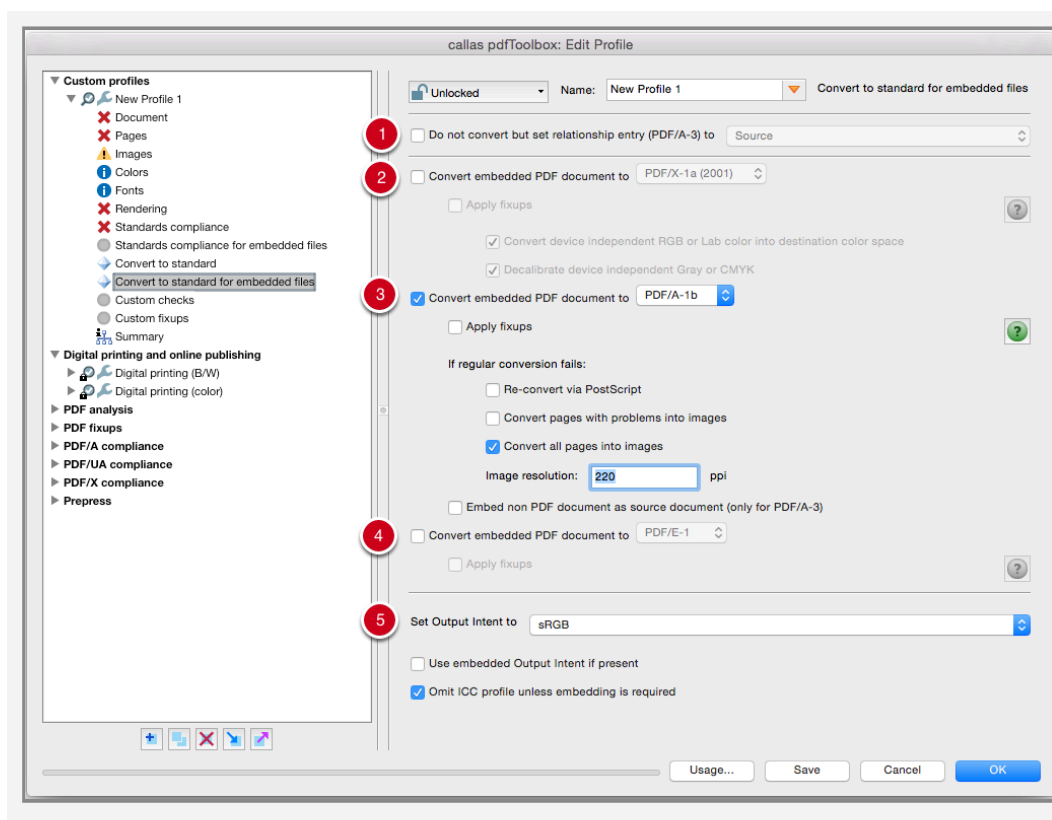 callas pdfToolbox: Edit Profile
Custom profiles
New Profile 1
Document
Pages
Images
Colors
Fonts
Rendering
Standards compliance
Standards compliance for embedded files
Convert to standard
Convert to standard for embedded files
Custom checks
Custom fixups
Summary
Digital printing and online publishing
Digital printing (B/W)
Digital printing (color)
PDF analysis
PDF fixups
PDF/A compliance
PDF/UA compliance
PDF/X compliance
Prepress
Unlocked Name: New Profile 1 Convert to standard for embedded files
1 Do not convert but set relationship entry (PDF/A-3) to Source
2 Convert embedded PDF document to PDF/X-1a (2001)
Apply fixups ?
Convert device independent RGB or Lab color into destination color space
Decalibrate device independent Gray or CMYK
3 Convert embedded PDF document to PDF/A-1b
Apply fixups ?
If regular conversion fails:
Re-convert via PostScript
Convert pages with problems into images
Convert all pages into images
Image resolution: 220 ppi
Embed non PDF document as source document (only for PDF/A-3)
4 Convert embedded PDF document to PDF/E-1
Apply fixups ?
5 Set Output Intent to sRGB
Use embedded Output Intent if present
Omit ICC profile unless embedding is required
Usage... Save Cancel OK